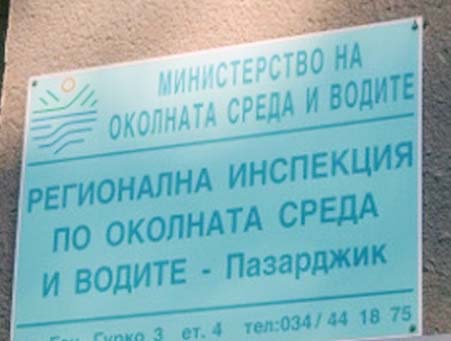 МИНИСТЕРСТВО НА
ОКОЛНАТА СРЕДА И ВОДИТЕ
РЕГИОНАЛНА ИНСПЕКЦИЯ
ПО ОКОЛНАТА СРЕДА
И ВОДИТЕ - Пазарджик
Гурко 3 ет. 4 тел:034/ 44 18 75